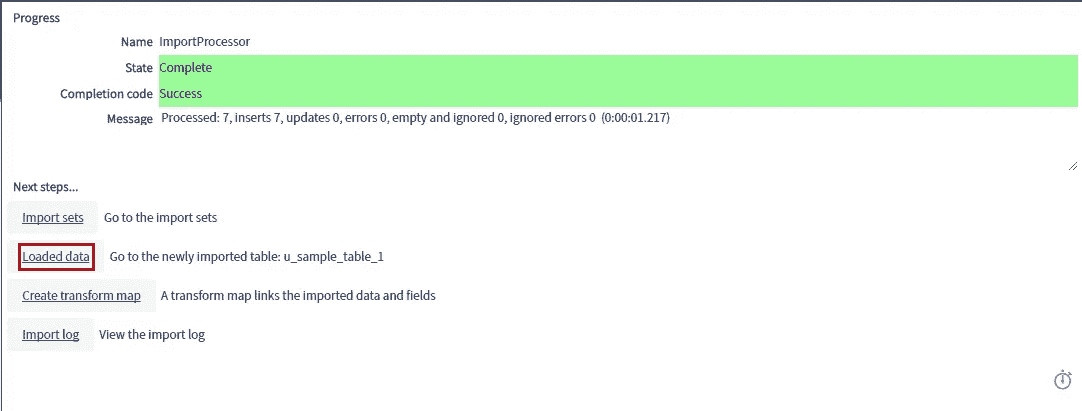 Progress
Name ImportProcessor
State Complete
Completion code Success
Message Processed: 7, inserts 7, updates 0, errors 0, empty and ignored 0, ignored errors 0 (0:00:01.217)
Next steps...
Import sets Go to the import sets
Loaded data Go to the newly imported table: u_sample_table_1
Create transform map A transform map links the imported data and fields
Import log View the import log